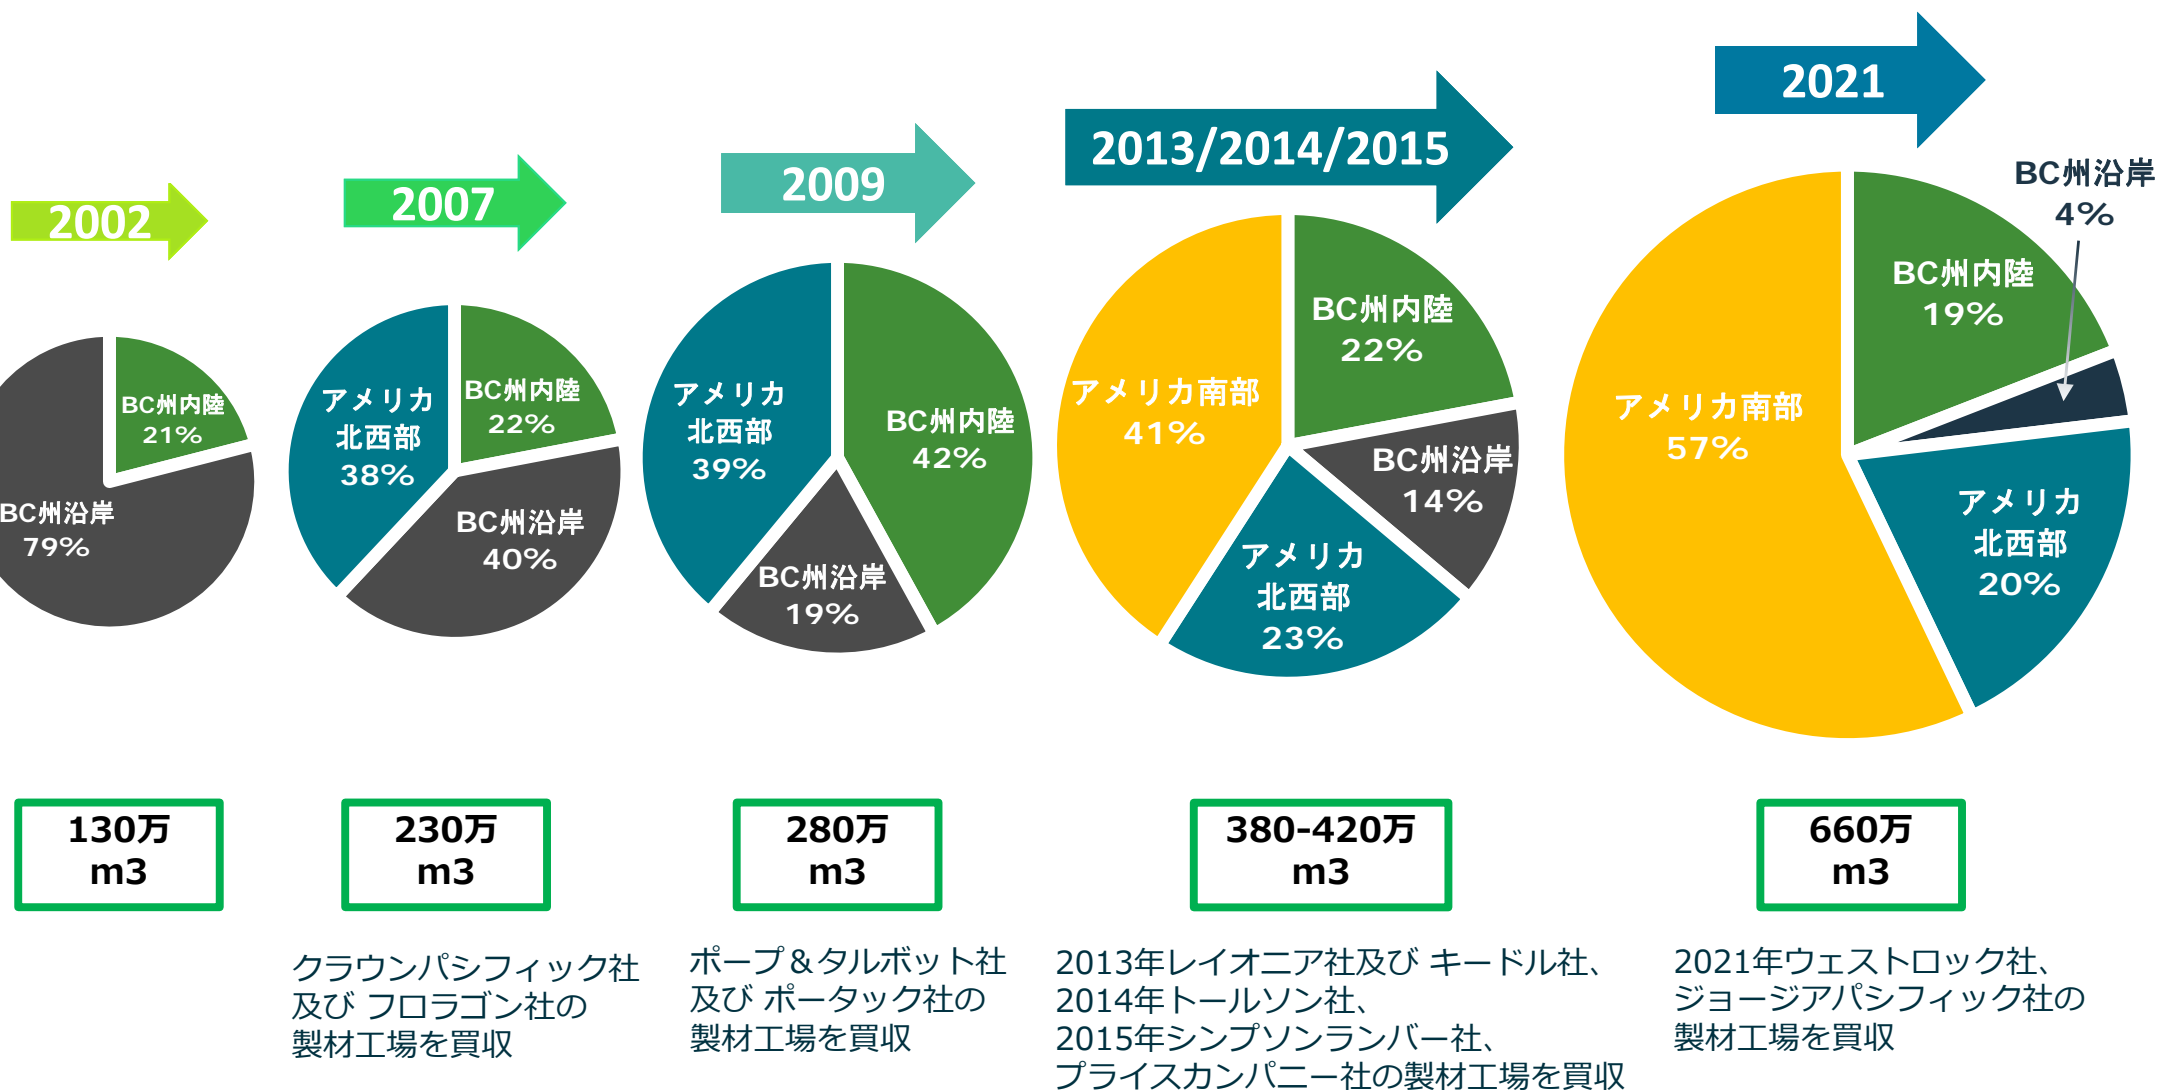 2002
2007
2009
2013/2014/2015
2021
BC州内陸
21%
BC州沿岸
79%
アメリカ
北西部
38%
BC州内陸
22%
BC州沿岸
40%
アメリカ
北西部
39%
BC州内陸
42%
BC州沿岸
19%
アメリカ南部
41%
BC州内陸
22%
BC州沿岸
14%
アメリカ
北西部
23%
アメリカ南部
57%
BC州内陸
19%
BC州沿岸
4%
アメリカ
北西部
20%
130万
m3
230万
m3
280万
m3
380-420万
m3
660万
m3
クラウンパシフィック社
及び フロラゴン社の
製材工場を買収
ポープ＆タルボット社
及び ポータック社の
製材工場を買収
2013年レイオニア社及び キードル社、
2014年トールソン社、
2015年シンプソンランバー社、
プライスカンパニー社の製材工場を買収
2021年ウェストロック社、
ジョージアパシフィック社の
製材工場を買収